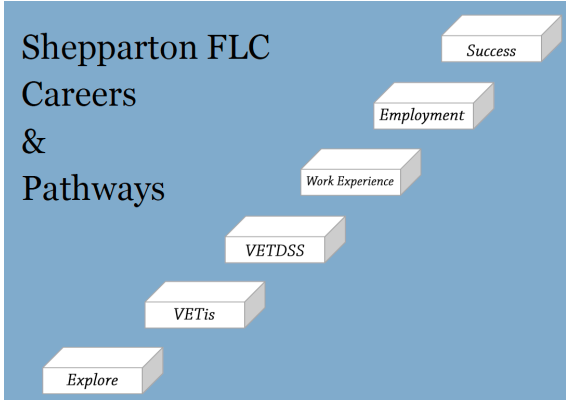 Shepparton FLC
Careers
&
Pathways
Success
Employment
Work Experience
VETDSS
VETis
Explore